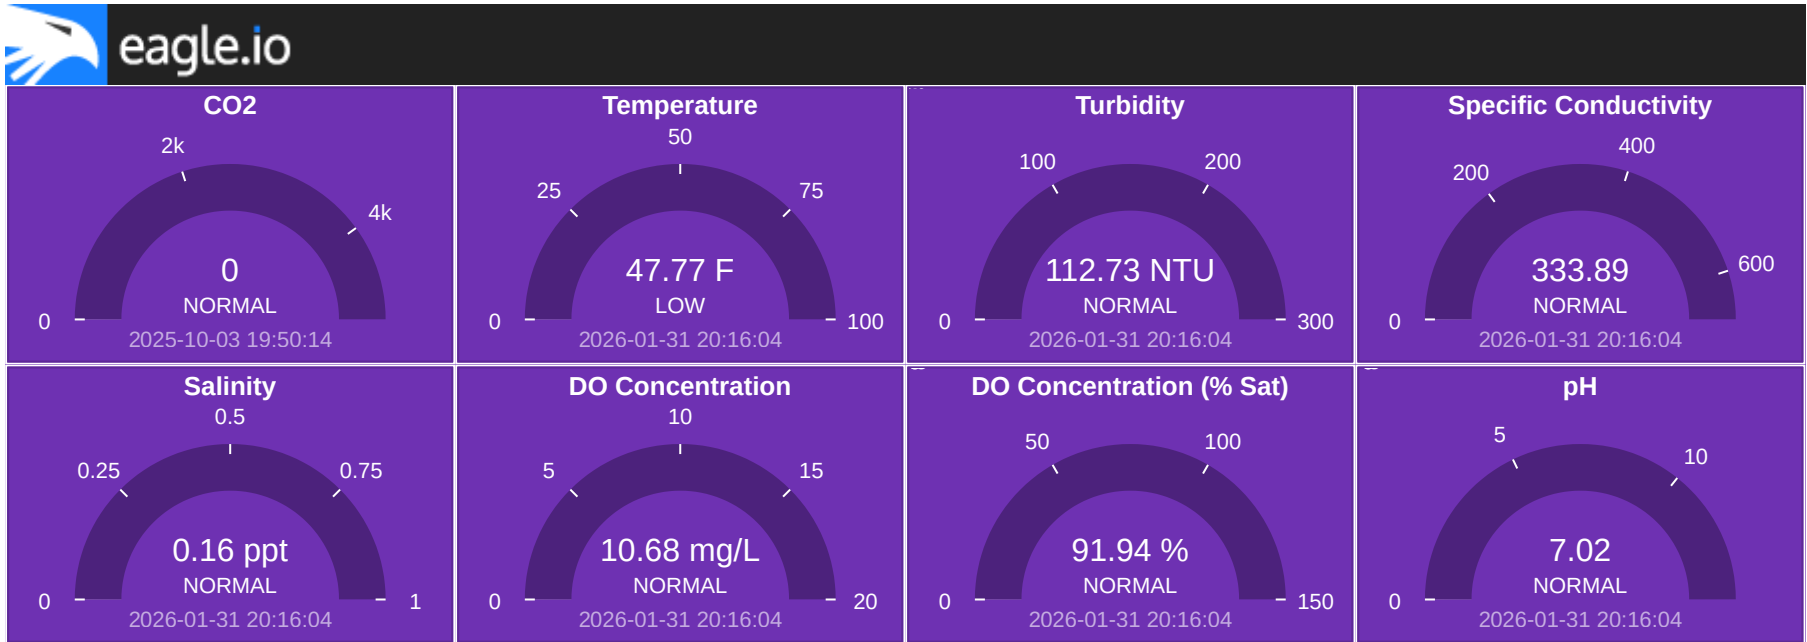 eagle.io
CO2
2k
4k
0
0
NORMAL
2025-10-03 19:50:14
Temperature
50
25
75
47.77 F
LOW
0
100
2026-01-31 20:16:04
Turbidity
100
200
112.73 NTU
NORMAL
0
300
2026-01-31 20:16:04
Specific Conductivity
400
200
600
333.89
NORMAL
0
2026-01-31 20:16:04
Salinity
0.5
0.25
0.75
0.16 ppt
NORMAL
0
1
2026-01-31 20:16:04
DO Concentration
10
5
15
10.68 mg/L
NORMAL
0
20
2026-01-31 20:16:04
DO Concentration (% Sat)
50
100
91.94 %
NORMAL
0
150
2026-01-31 20:16:04
pH
5
10
7.02
NORMAL
0
2026-01-31 20:16:04